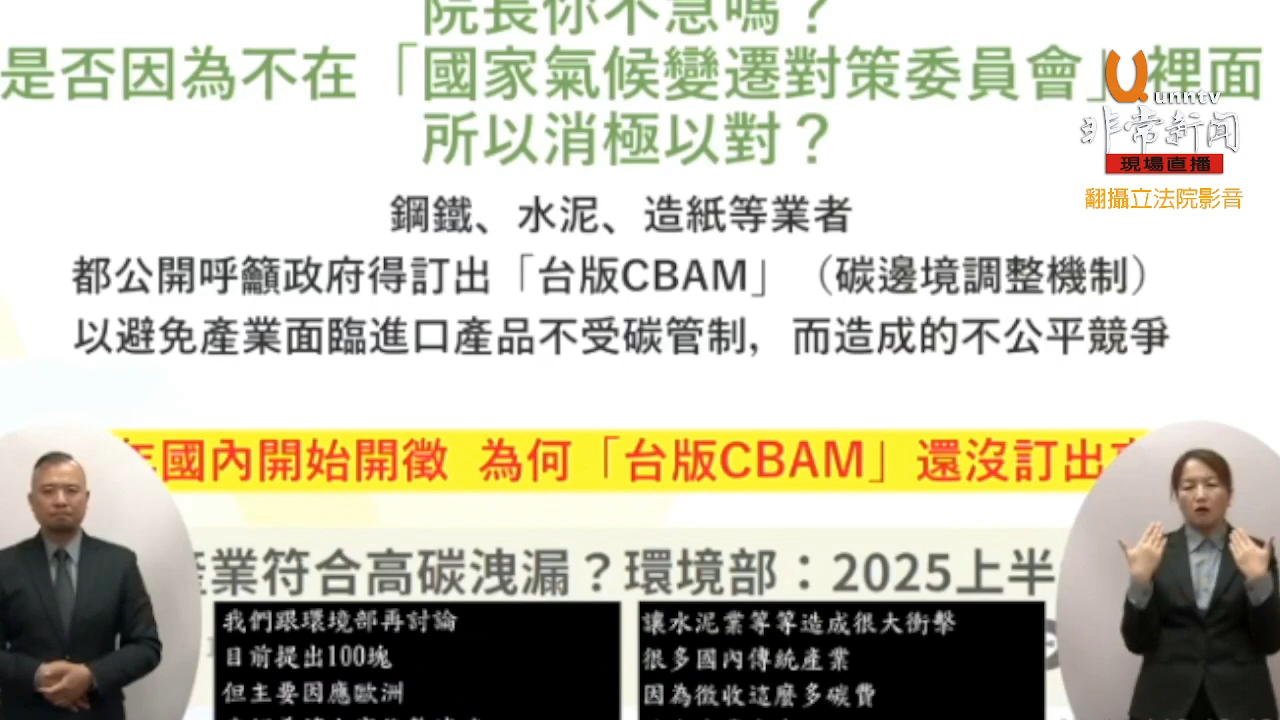 院長你不急嗎？
是否因為不在「國家氣候變遷對策委員會」裡面
所以消極以對？
unntv
非常新闻
現場直播
翻攝立法院影音
鋼鐵、水泥、造紙等業者
都公開呼籲政府得訂出「台版CBAM」（碳邊境調整機制）
以避免產業面臨進口產品不受碳管制，而造成的不公平競爭
年國內開始開徵 為何「台版CBAM」還沒訂出
產業符合高碳洩漏？環境部：2025上半
我們跟環境部再討論
目前提出100塊
但主要因應歐洲
讓水泥業等等造成很大衝擊
很多國內傳統產業
因為徵收這麼多碳費